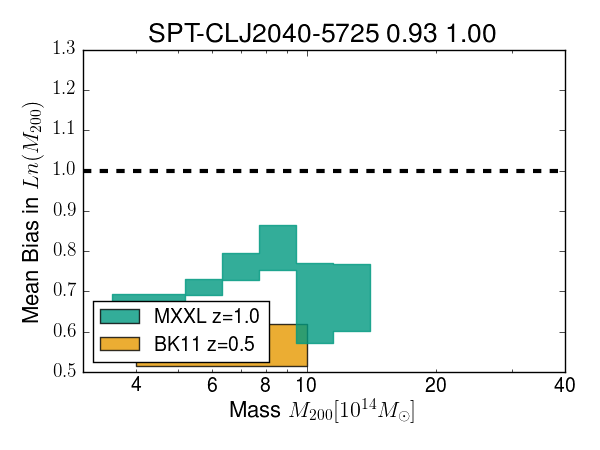 SPT-CLJ2040-5725 0.93 1.00
1.3
1.2
1.1
1.0
0.9
0.8
0.7
0.6
0.5
Mean Bias in Ln(M200)
MXXL z=1.0
BK11 z=0.5
4 6 8 10 20 40
Mass M200[10^14 M⊙]